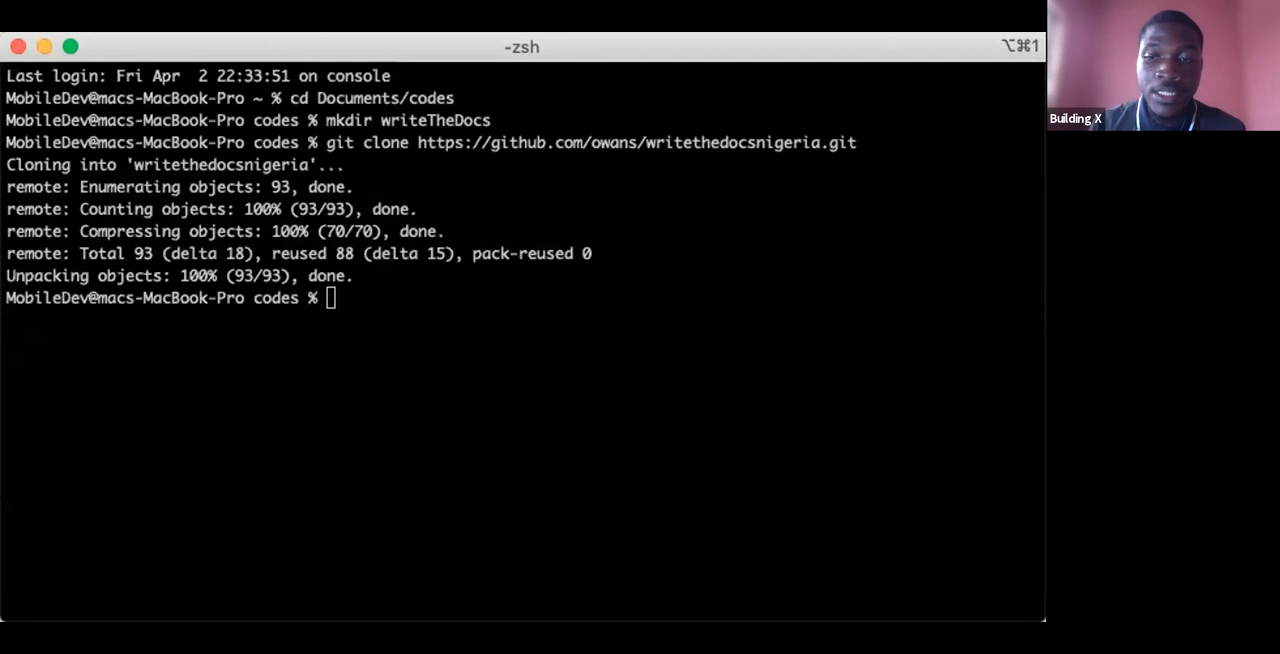 -zsh
⌥⌘1
Last login: Fri Apr  2 22:33:51 on console
MobileDev@macs-MacBook-Pro ~ % cd Documents/codes
MobileDev@macs-MacBook-Pro codes % mkdir writeTheDocs
MobileDev@macs-MacBook-Pro codes % git clone https://github.com/owans/writethedocsnigeria.git
Cloning into 'writethedocsnigeria'...
remote: Enumerating objects: 93, done.
remote: Counting objects: 100% (93/93), done.
remote: Compressing objects: 100% (70/70), done.
remote: Total 93 (delta 18), reused 88 (delta 15), pack-reused 0
Unpacking objects: 100% (93/93), done.
MobileDev@macs-MacBook-Pro codes %
Building X